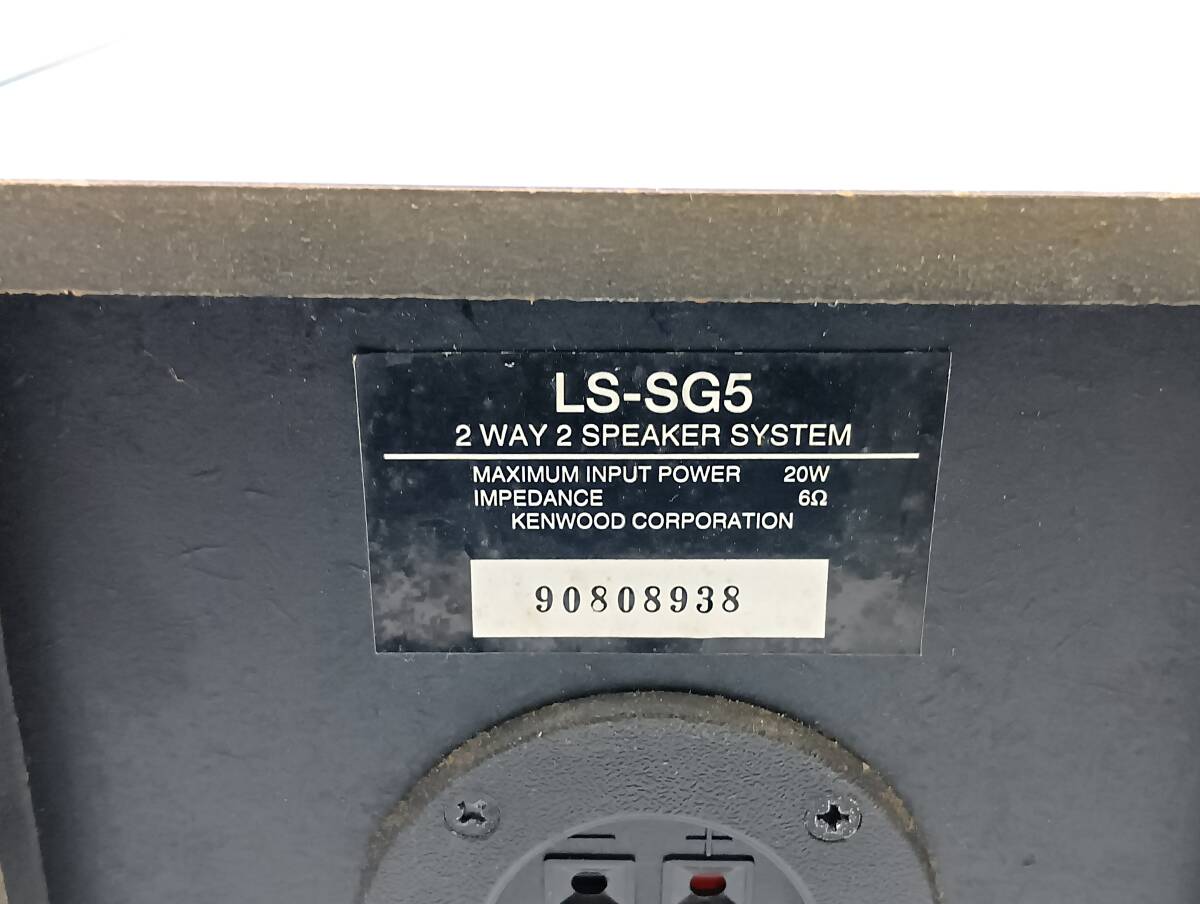 LS-SG5
2 WAY 2 SPEAKER SYSTEM
MAXIMUM INPUT POWER 20W
IMPEDANCE 6Ω
KENWOOD CORPORATION
90808938
− +